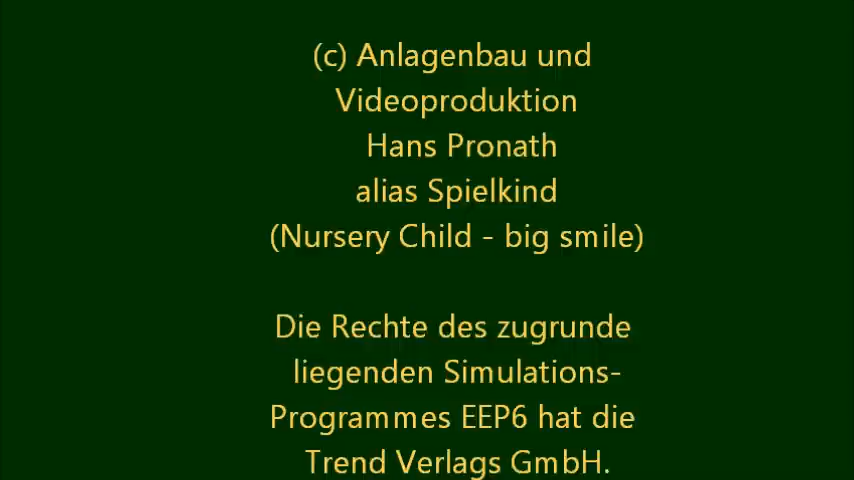 (c) Anlagenbau und
Videoproduktion
Hans Pronath
alias Spielkind
(Nursery Child - big smile)
Die Rechte des zugrunde
liegenden Simulations-
Programmes EEP6 hat die
Trend Verlags GmbH.